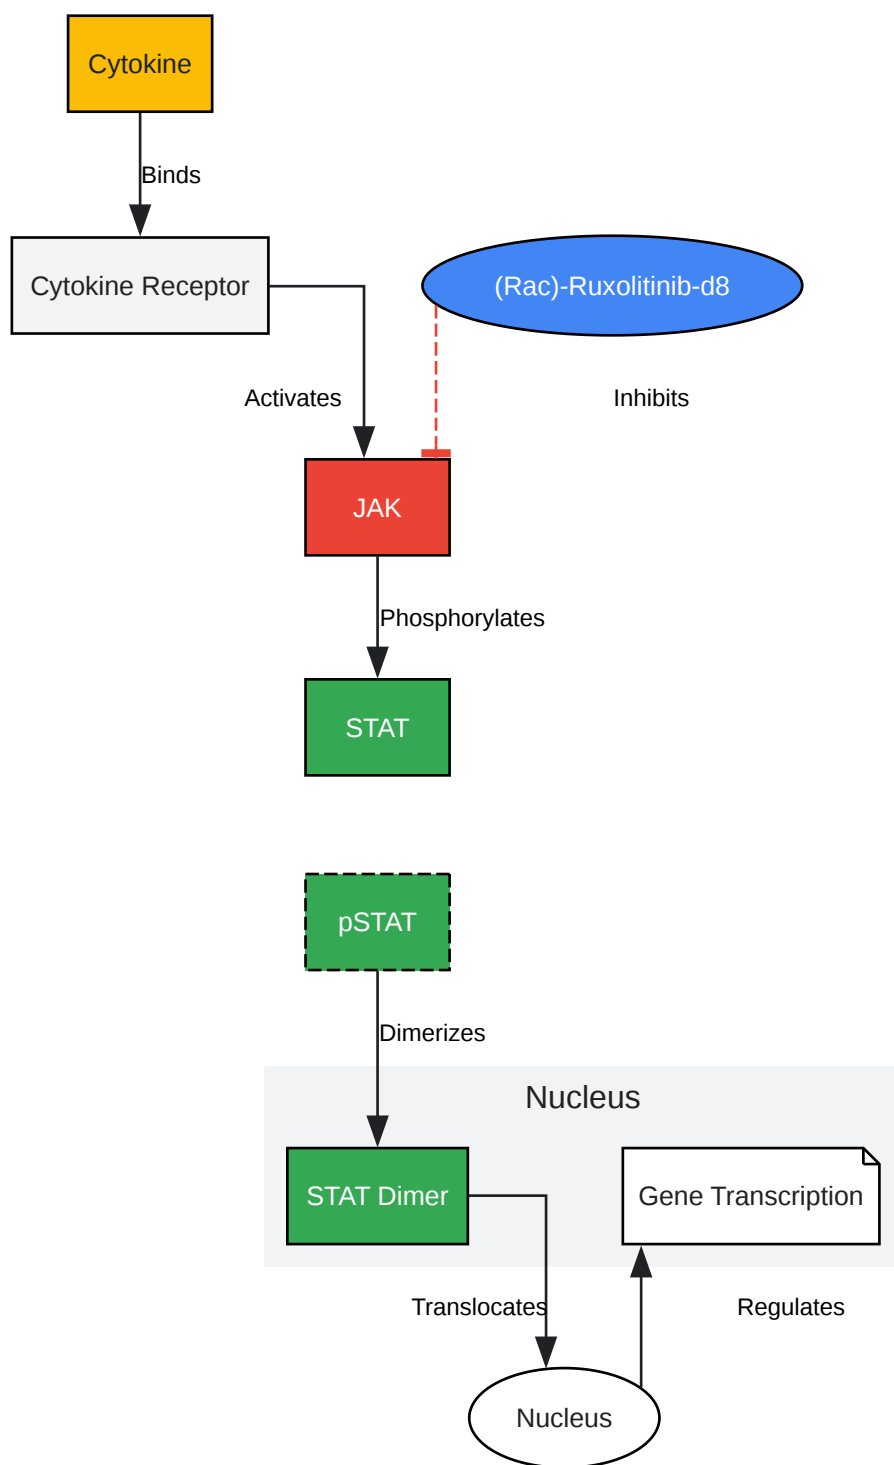 Cytokine
Binds
Cytokine Receptor
(Rac)-Ruxolitinib-d8
Activates
Inhibits
JAK
Phosphorylates
STAT
pSTAT
Dimerizes
Nucleus
STAT Dimer
Gene Transcription
Translocates
Regulates
Nucleus